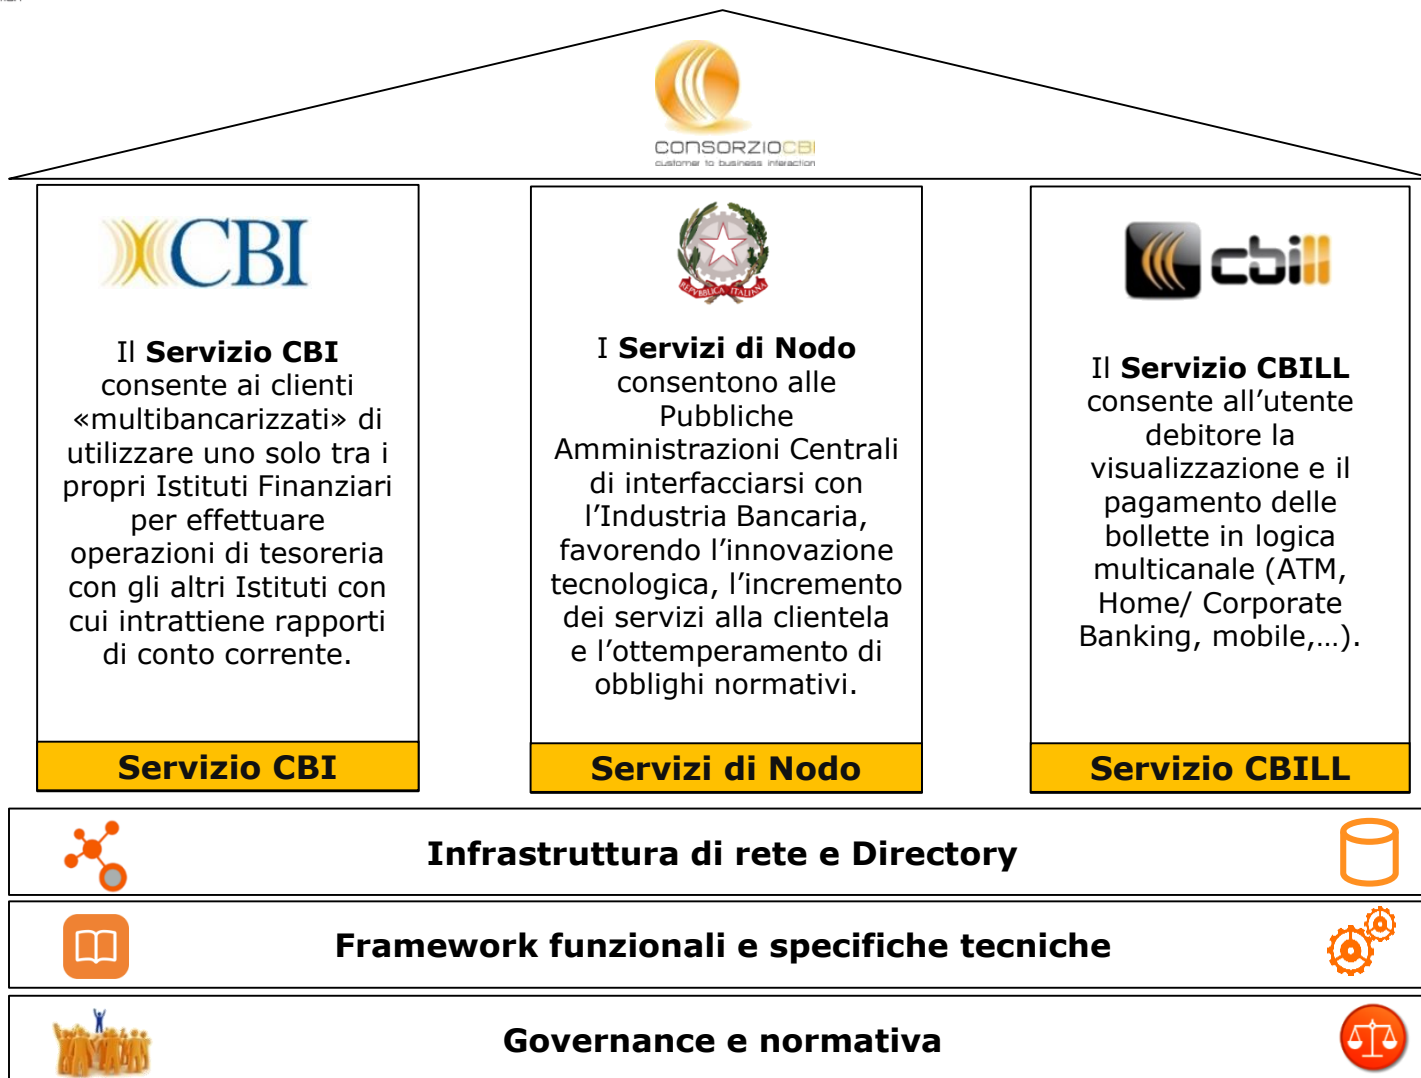 CONSORZIOCBI
customer to business interaction
CBI
Il Servizio CBI
consente ai clienti
«multibancarizzati» di
utilizzare uno solo tra i
propri Istituti Finanziari
per effettuare
operazioni di tesoreria
con gli altri Istituti con
cui intrattiene rapporti
di conto corrente.
Servizio CBI
REPVBBLICA ITALIANA
I Servizi di Nodo
consentono alle
Pubbliche
Amministrazioni Centrali
di interfacciarsi con
l’Industria Bancaria,
favorendo l’innovazione
tecnologica, l’incremento
dei servizi alla clientela
e l’ottemperamento di
obblighi normativi.
Servizi di Nodo
cbill
Il Servizio CBILL
consente all’utente
debitore la
visualizzazione e il
pagamento delle
bollette in logica
multicanale (ATM,
Home/ Corporate
Banking, mobile,…).
Servizio CBILL
Infrastruttura di rete e Directory
Framework funzionali e specifiche tecniche
Governance e normativa